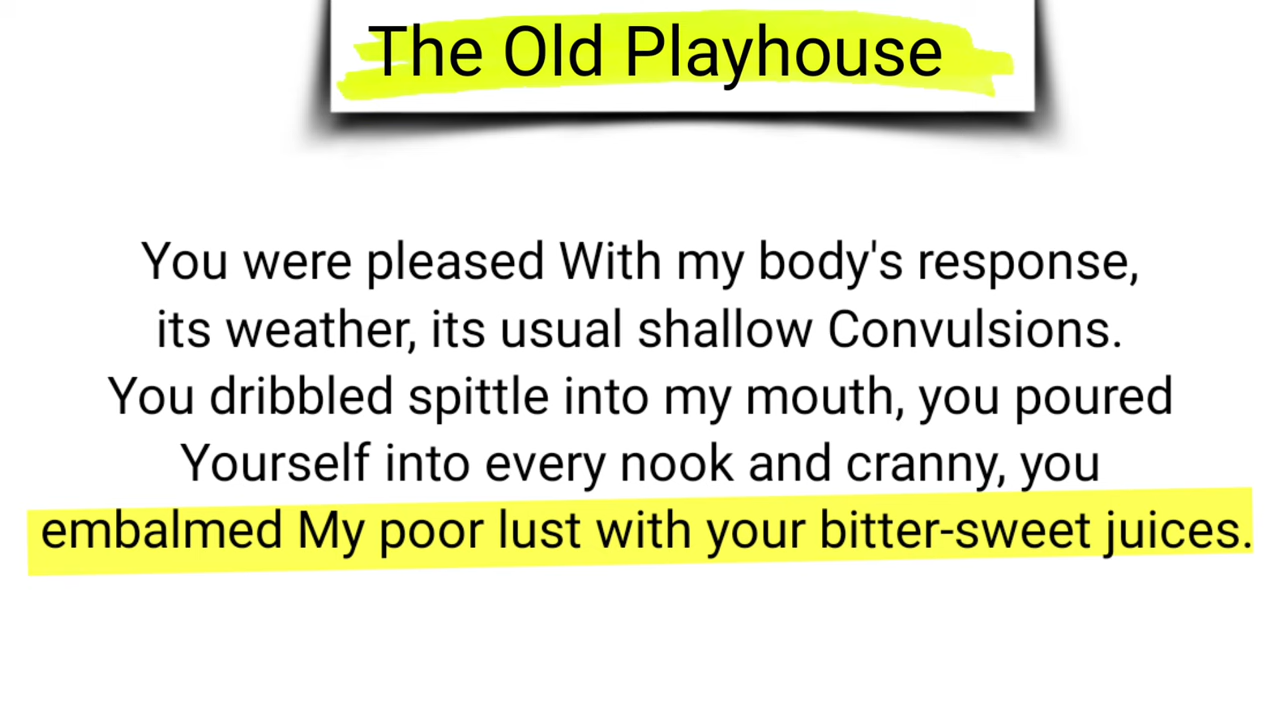 The Old Playhouse
You were pleased With my body's response,
its weather, its usual shallow Convulsions.
You dribbled spittle into my mouth, you poured
Yourself into every nook and cranny, you
embalmed My poor lust with your bitter-sweet juices.